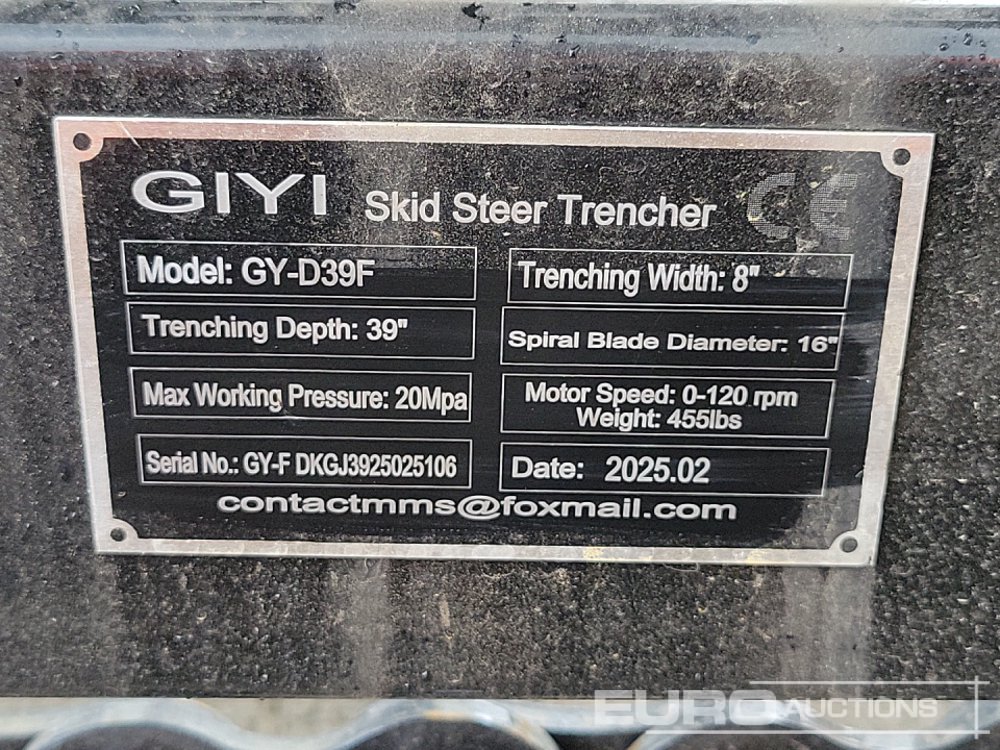 GIYI Skid Steer Trencher CE
Model: GY-D39F
Trenching Width: 8"
Trenching Depth: 39"
Spiral Blade Diameter: 16"
Max Working Pressure: 20Mpa
Motor Speed: 0-120 rpm
Weight: 455lbs
Serial No.: GY-F DKGJ3925025106
Date: 2025.02
contactmms@foxmail.com
EURO AUCTIONS